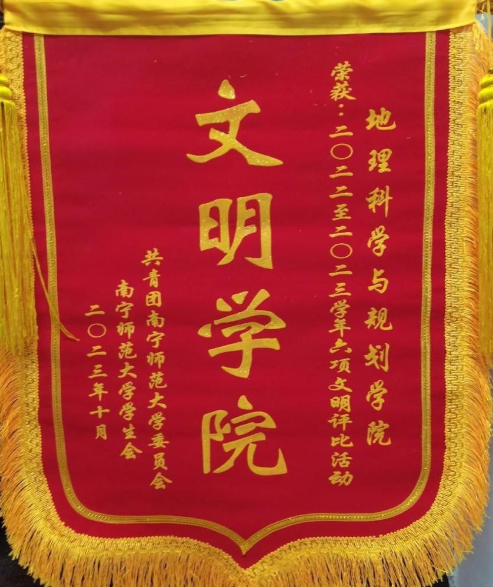 地理科学与规划学院
荣获：二〇二二至二〇二三学年六项文明评比活动
文明学院
共青团南宁师范大学委员会
南宁师范大学学生会
二〇二三年十月